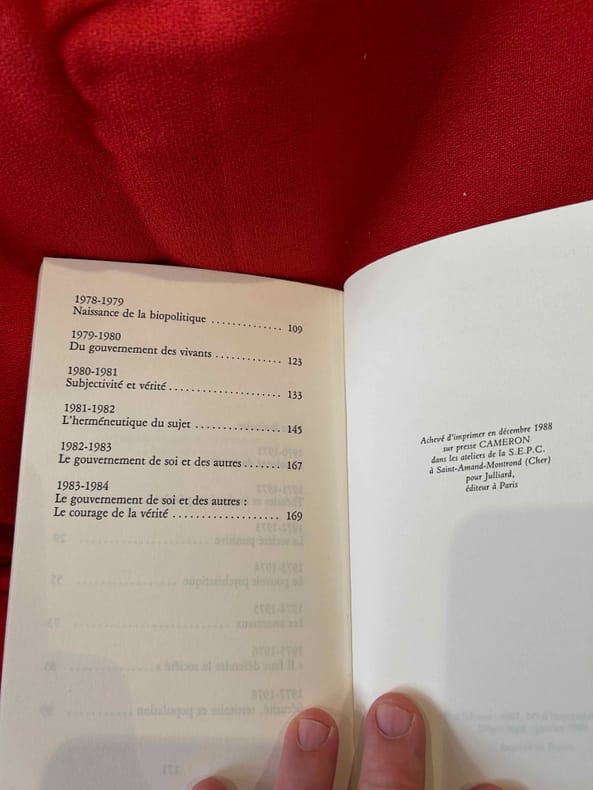 1978-1979
Naissance de la biopolitique .............. 109
1979-1980
Du gouvernement des vivants ............ 123
1980-1981
Subjectivité et vérité .................... 133
1981-1982
L'herméneutique du sujet ............... 145
1982-1983
Le gouvernement de soi et des autres ..... 167
1983-1984
Le gouvernement de soi et des autres :
Le courage de la vérité ................... 169
Achevé d'imprimer en décembre 1988
sur presse CAMERON
dans les ateliers de la S.E.P.C.
à Saint-Amand-Montrond (Cher)
pour Julliard,
éditeur à Paris